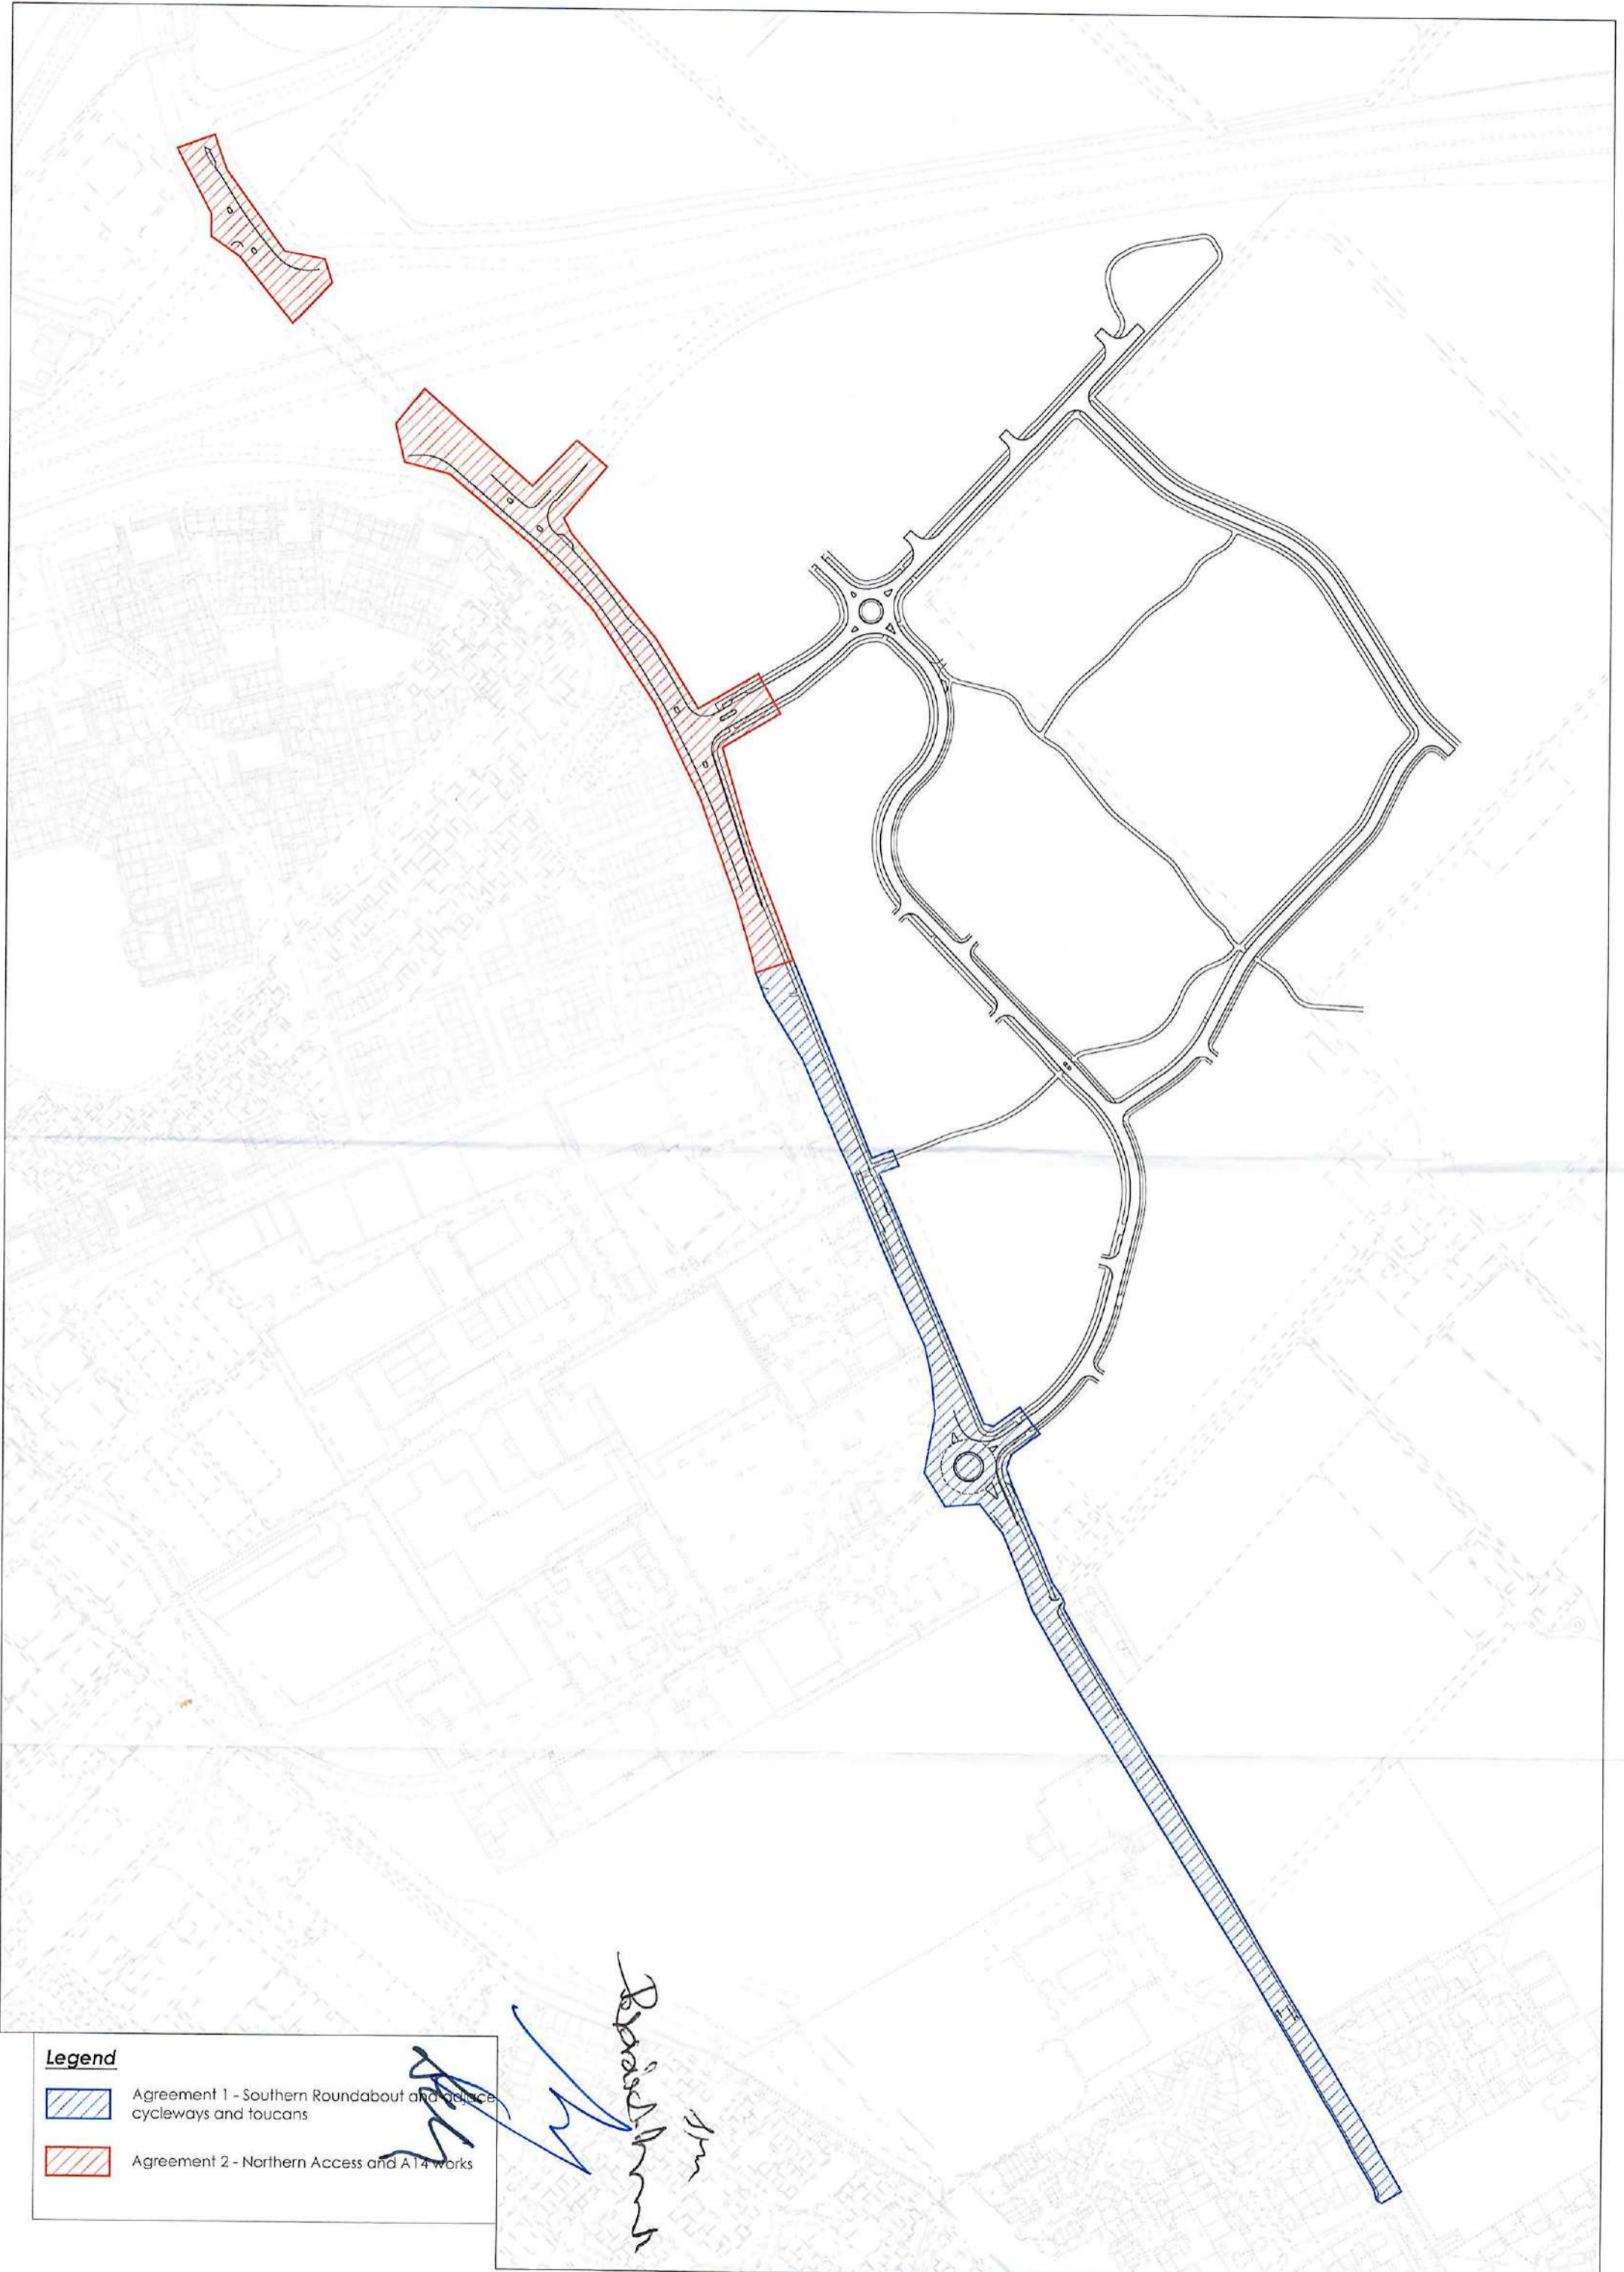 Legend
Agreement 1 - Southern Roundabout and adjace
cycleways and toucans
Agreement 2 - Northern Access and A14 works